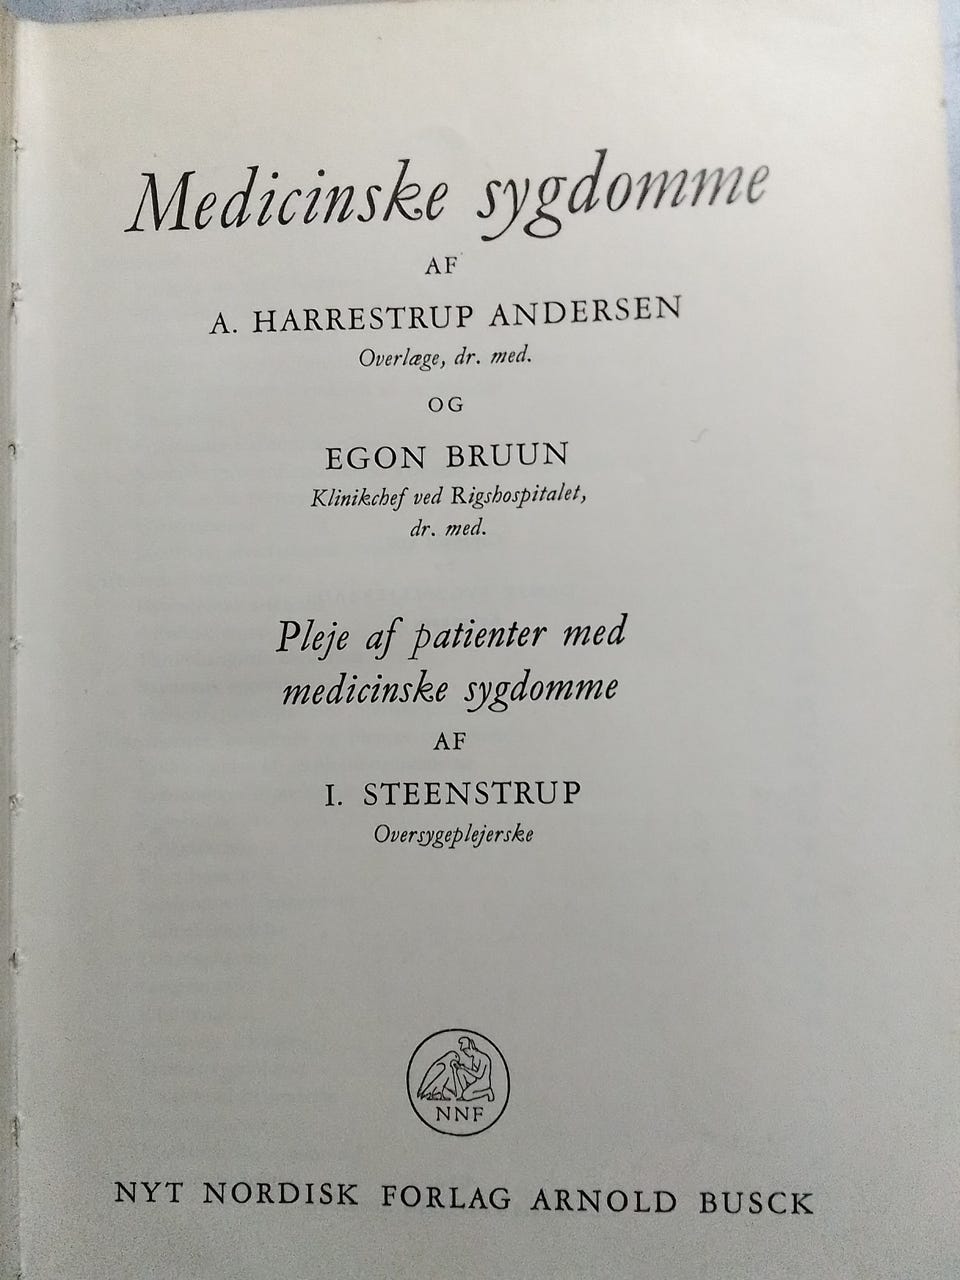 Medicinske sygdomme
AF
A. HARRESTRUP ANDERSEN
Overlæge, dr. med.
OG
EGON BRUUN
Klinikchef ved Rigshospitalet,
dr. med.
Pleje af patienter med
medicinske sygdomme
AF
I. STEENSTRUP
Oversygeplejerske
NNF
NYT NORDISK FORLAG ARNOLD BUSCK